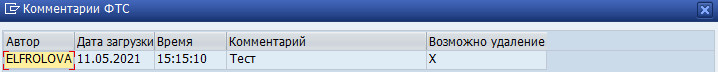 Комментарии ФТС
Автор Дата загрузки Время Комментарий Возможно удаление
ELFROLOVA 11.05.2021 15:15:10 Тест X